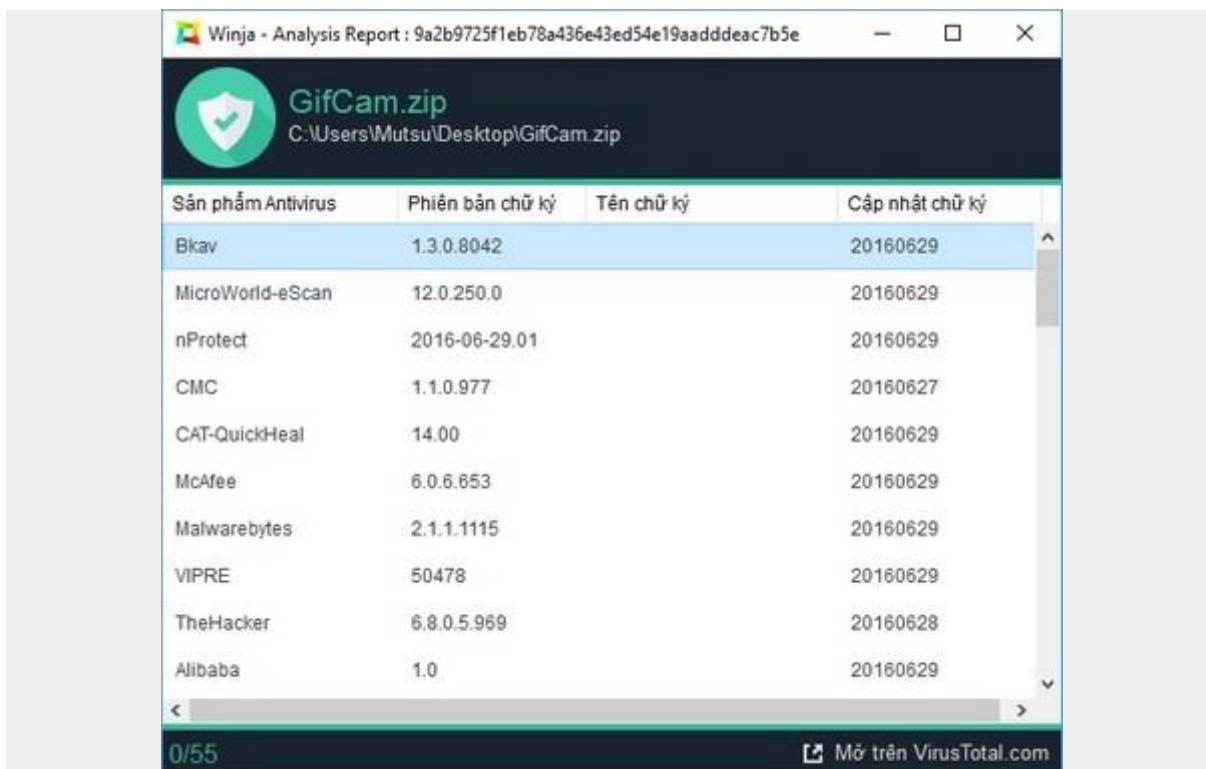 Winja - Analysis Report : 9a2b9725f1eb78a436e43ed54e19aadddeac7b5e
GifCam.zip
C:\Users\Mutsu\Desktop\GifCam.zip
Sản phẩm Antivirus Phiên bản chữ ký Tên chữ ký Cập nhật chữ ký
Bkav 1.3.0.8042 20160629
MicroWorld-eScan 12.0.250.0 20160629
nProtect 2016-06-29.01 20160629
CMC 1.1.0.977 20160627
CAT-QuickHeal 14.00 20160629
McAfee 6.0.6.653 20160629
Malwarebytes 2.1.1.1115 20160629
VIPRE 50478 20160629
TheHacker 6.8.0.5.969 20160628
Alibaba 1.0 20160629
0/55 Mở trên VirusTotal.com